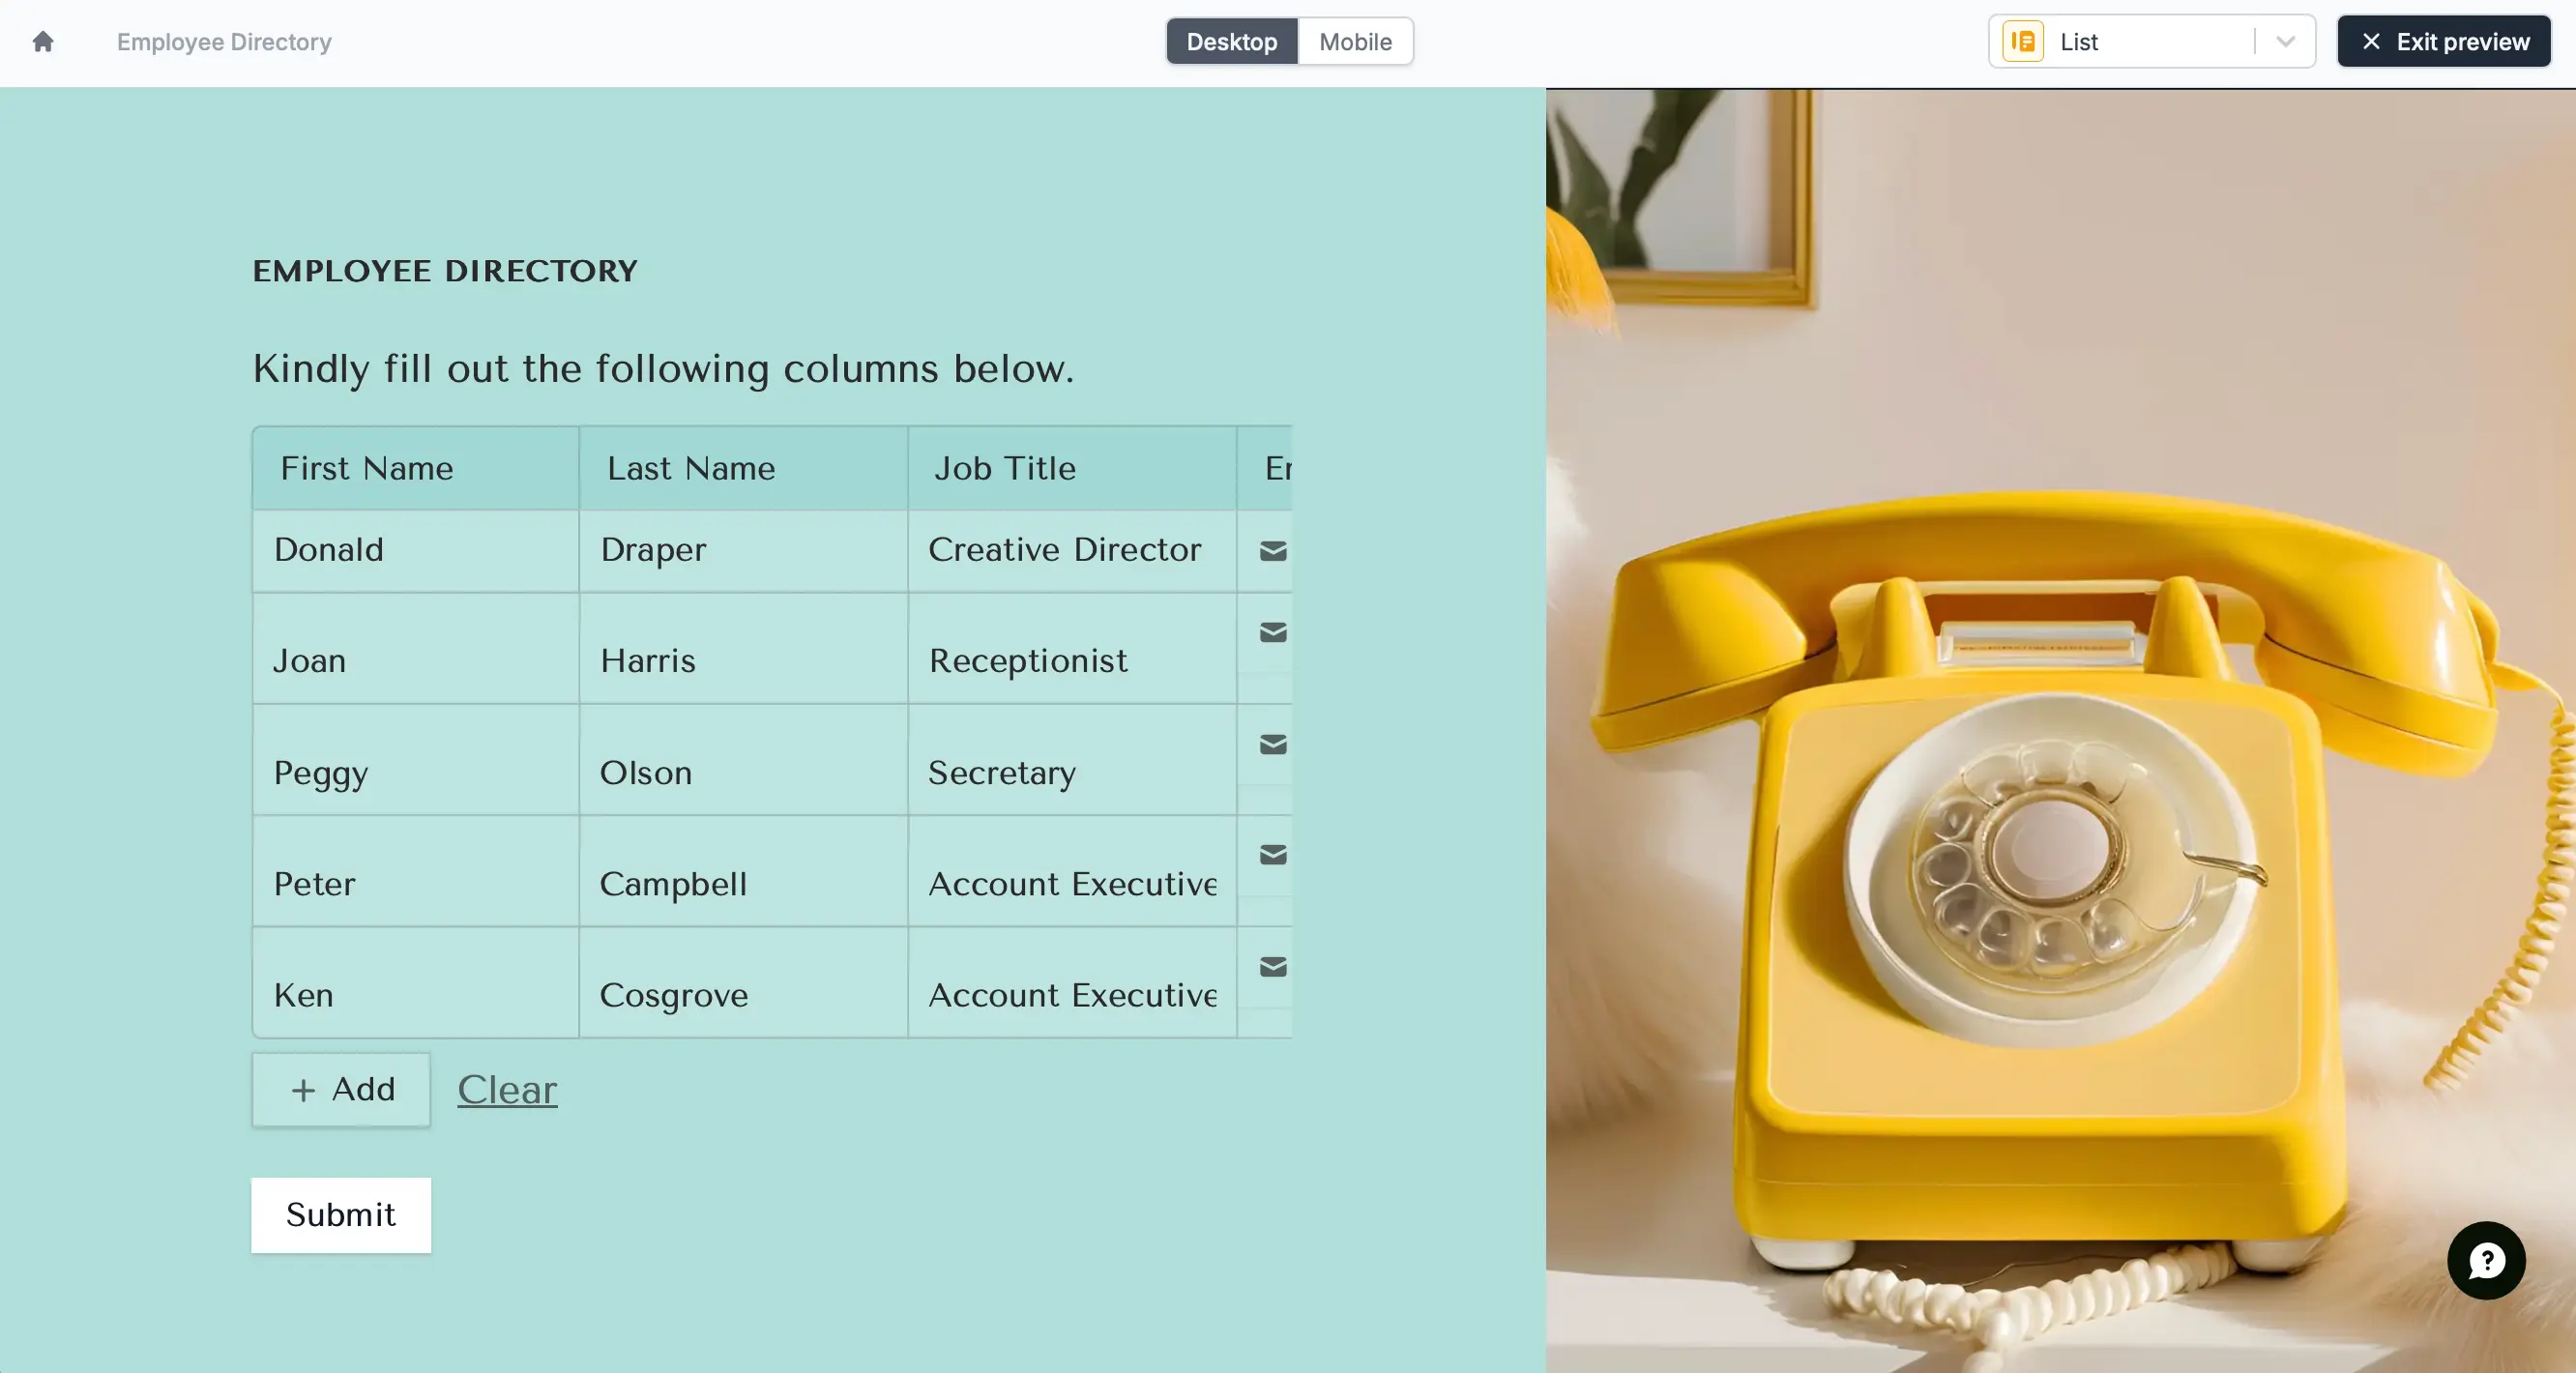 Employee Directory
Desktop
Mobile
List
Exit preview
EMPLOYEE DIRECTORY
Kindly fill out the following columns below.
First Name Last Name Job Title
Donald Draper Creative Director
Joan Harris Receptionist
Peggy Olson Secretary
Peter Campbell Account Executive
Ken Cosgrove Account Executive
+ Add Clear
Submit